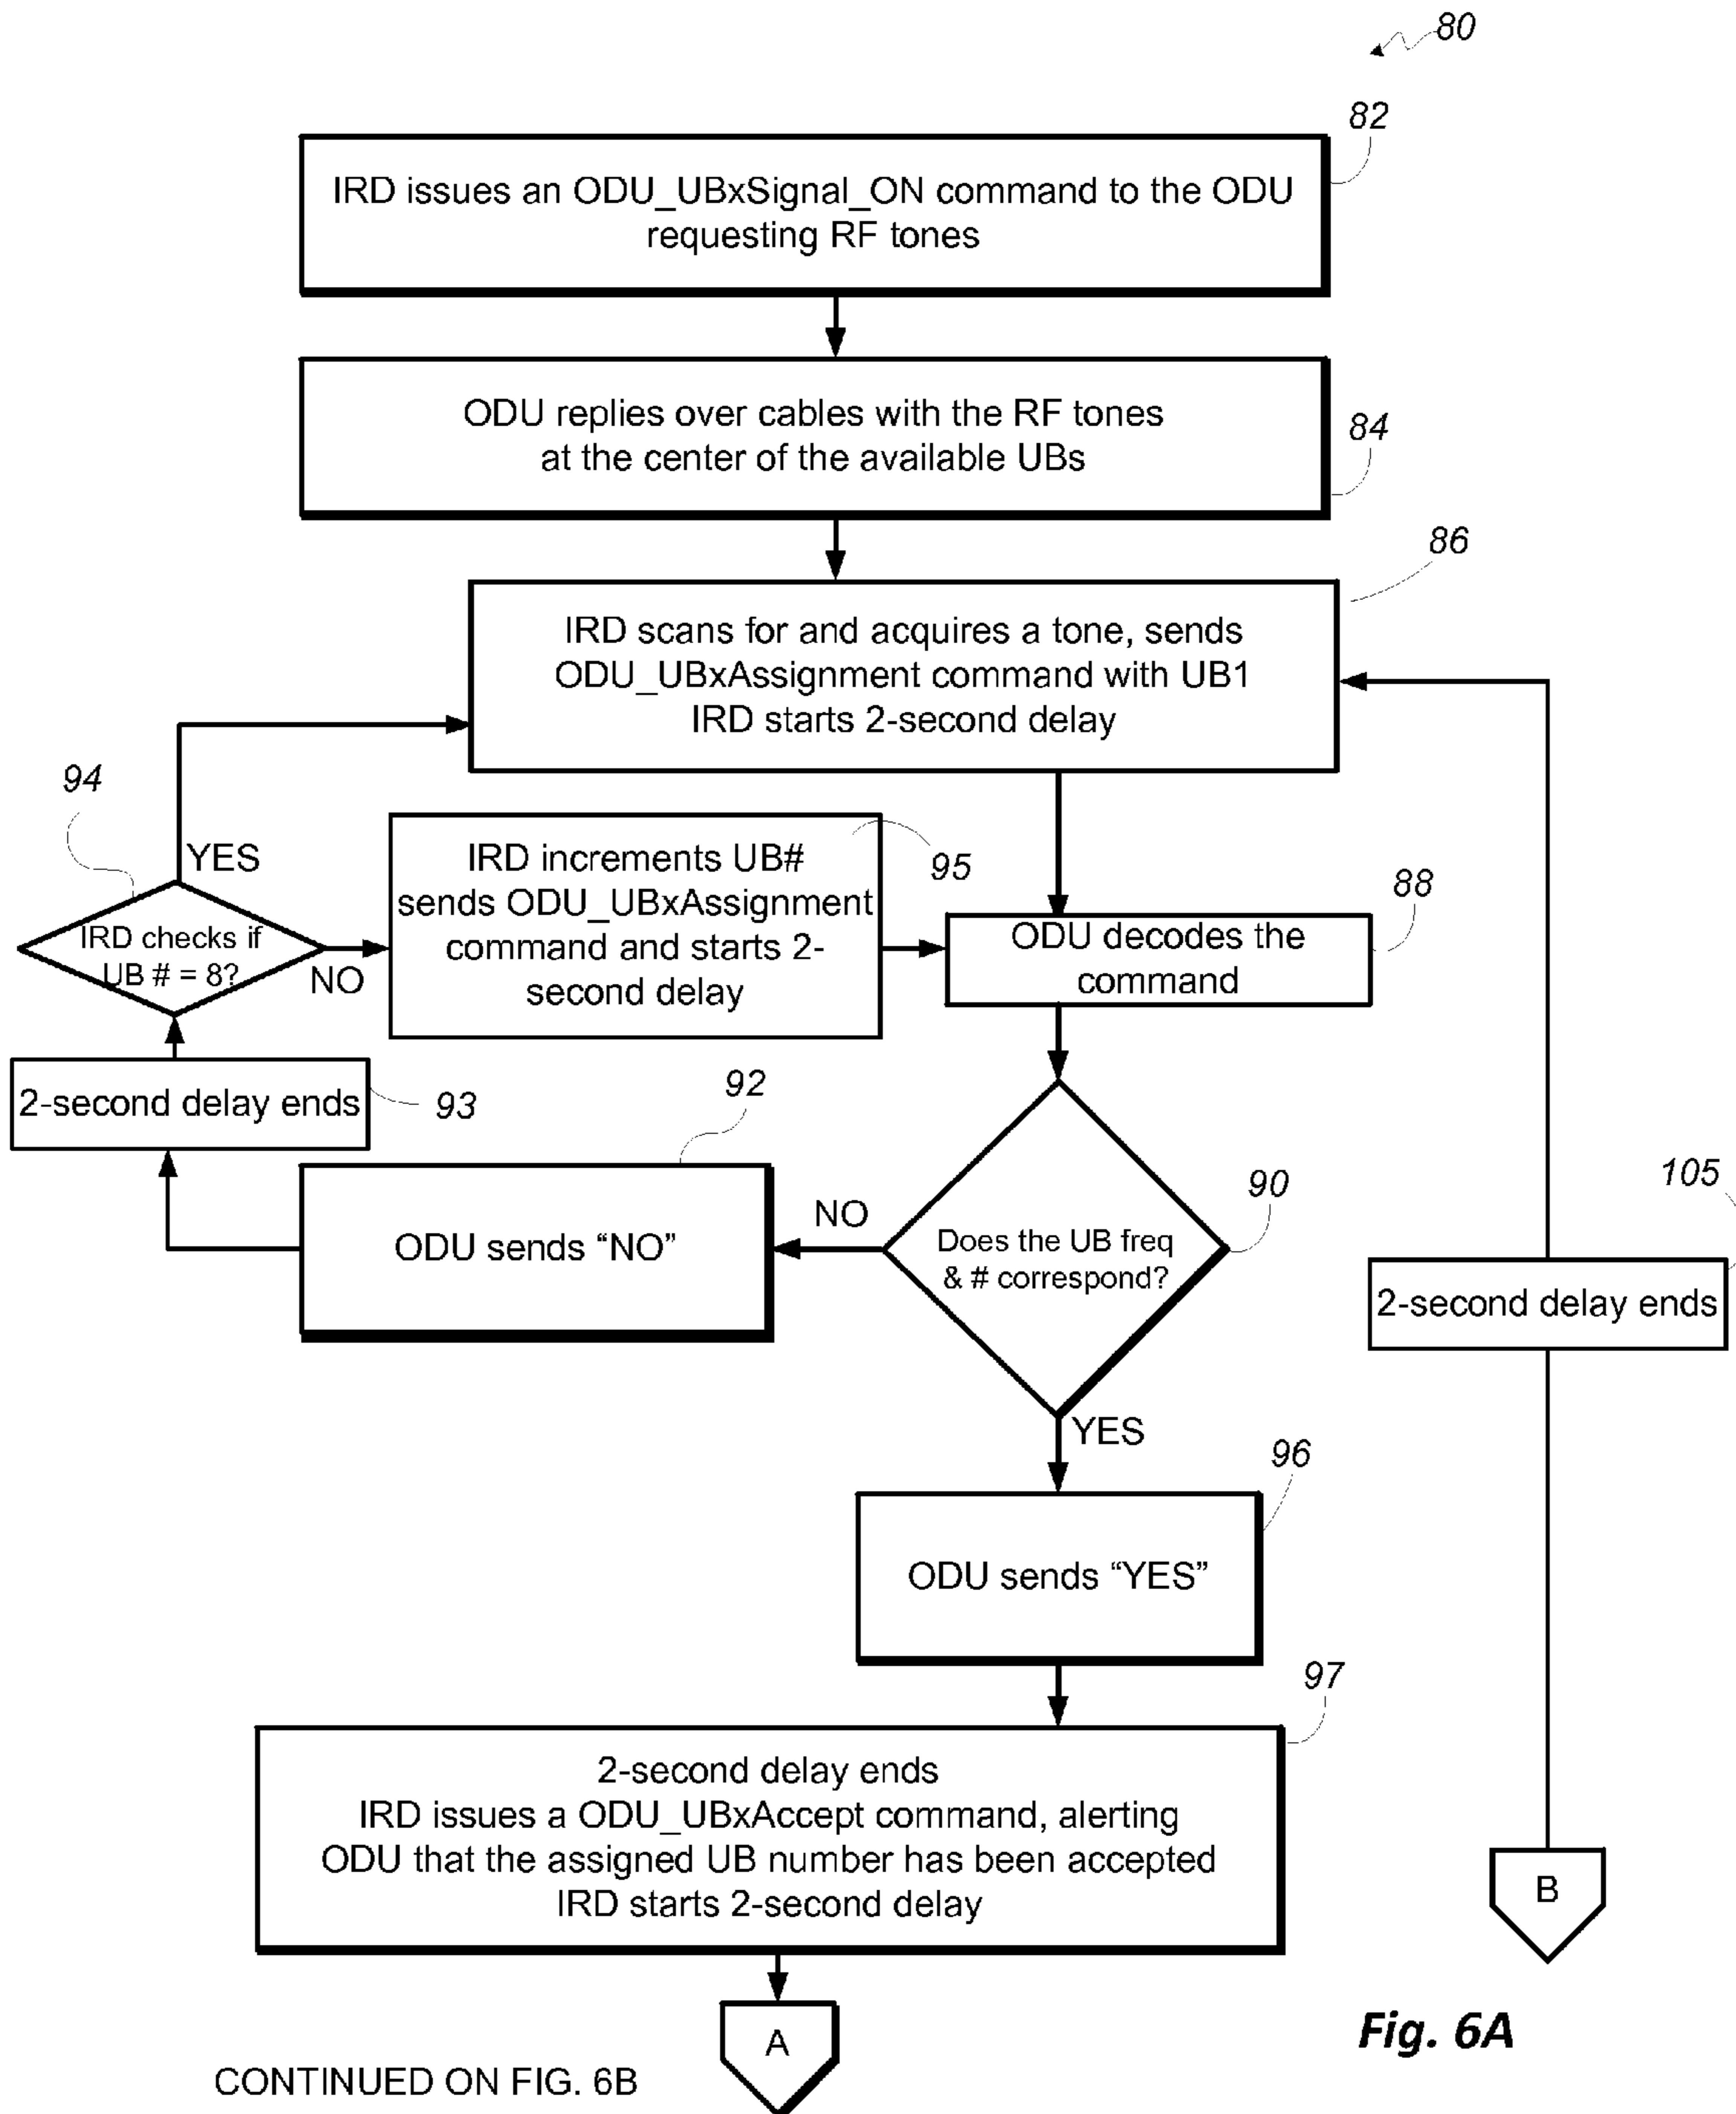 80
82
IRD issues an ODU_UBxSignal_ON command to the ODU
requesting RF tones
ODU replies over cables with the RF tones
at the center of the available UBs
84
86
IRD scans for and acquires a tone, sends
ODU_UBxAssignment command with UB1
IRD starts 2-second delay
94
YES
IRD checks if
UB # = 8?
NO
IRD increments UB#
sends ODU_UBxAssignment
command and starts 2-
second delay
95
88
ODU decodes the
command
2-second delay ends
93
92
ODU sends “NO”
NO
90
Does the UB freq
& # correspond?
105
2-second delay ends
YES
96
ODU sends “YES”
97
2-second delay ends
IRD issues a ODU_UBxAccept command, alerting
ODU that the assigned UB number has been accepted
IRD starts 2-second delay
B
A
Fig. 6A
CONTINUED ON FIG. 6B